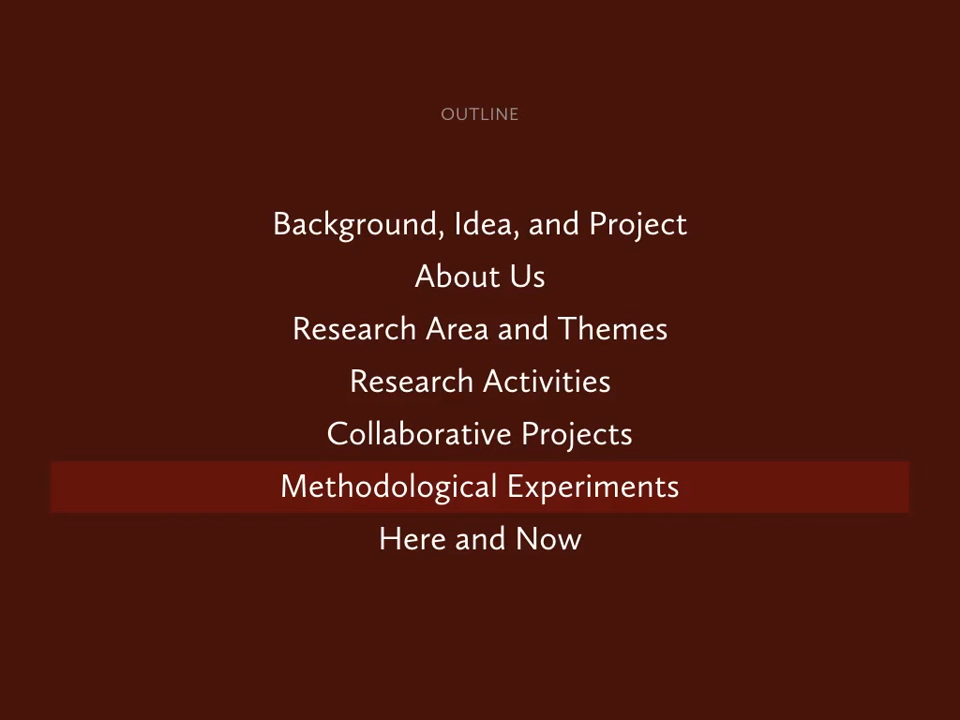 OUTLINE
Background, Idea, and Project
About Us
Research Area and Themes
Research Activities
Collaborative Projects
Methodological Experiments
Here and Now